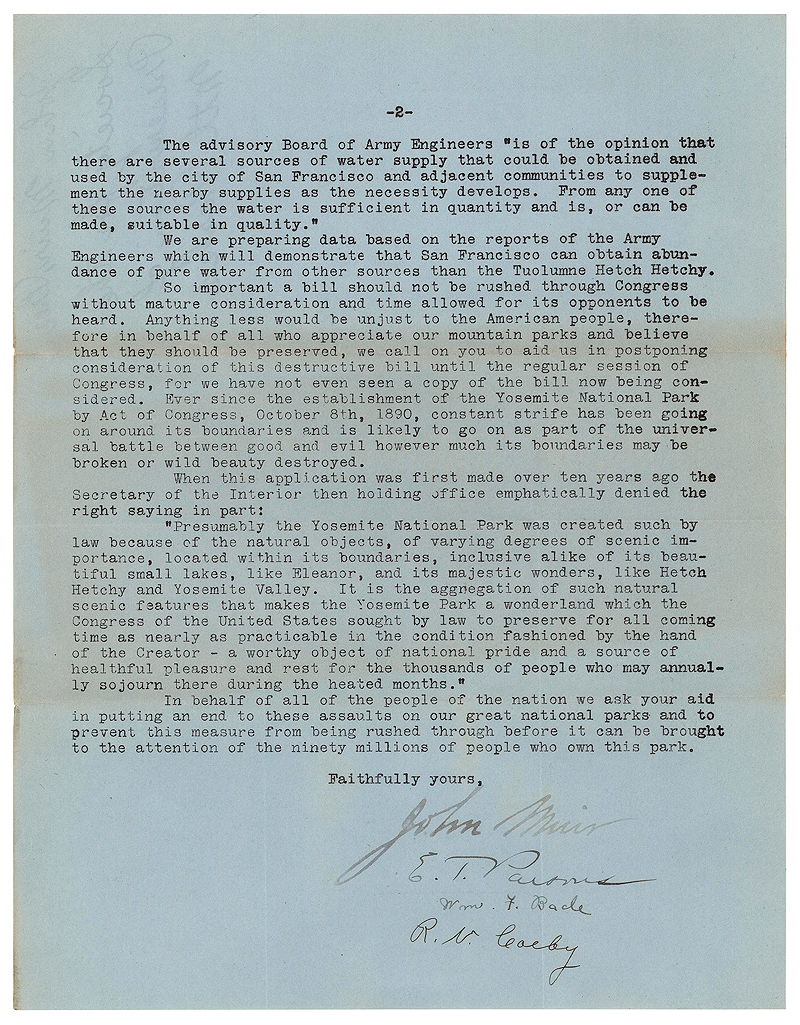 -2-
The advisory Board of Army Engineers "is of the opinion that
there are several sources of water supply that could be obtained and
used by the city of San Francisco and adjacent communities to supple-
ment the nearby supplies as the necessity develops. From any one of
these sources the water is sufficient in quantity and is, or can be
made, suitable in quality."
We are preparing data based on the reports of the Army
Engineers which will demonstrate that San Francisco can obtain abun-
dance of pure water from other sources than the Tuolumne Hetch Hetchy.
So important a bill should not be rushed through Congress
without mature consideration and time allowed for its opponents to be
heard. Anything less would be unjust to the American people, there-
fore in behalf of all who appreciate our mountain parks and believe
that they should be preserved, we call on you to aid us in postponing
consideration of this destructive bill until the regular session of
Congress, for we have not even seen a copy of the bill now being con-
sidered. Ever since the establishment of the Yosemite National Park
by Act of Congress, October 8th, 1890, constant strife has been going
on around its boundaries and is likely to go on as part of the univer-
sal battle between good and evil however much its boundaries may be
broken or wild beauty destroyed.
When this application was first made over ten years ago the
Secretary of the Interior then holding office emphatically denied the
right saying in part:
"Presumably the Yosemite National Park was created such by
law because of the natural objects, of varying degrees of scenic im-
portance, located within its boundaries, inclusive alike of its beau-
tiful small lakes, like Eleanor, and its majestic wonders, like Hetch
Hetchy and Yosemite Valley. It is the aggnegation of such natural
scenic features that makes the Yosemite Park a wonderland which the
Congress of the United States sought by law to preserve for all coming
time as nearly as practicable in the condition fashioned by the hand
of the Creator - a worthy object of national pride and a source of
healthful pleasure and rest for the thousands of people who may annual-
ly sojourn there during the heated months."
In behalf of all of the people of the nation we ask your aid
in putting an end to these assaults on our great national parks and to
prevent this measure from being rushed through before it can be brought
to the attention of the ninety millions of people who own this park.
Faithfully yours,
John Muir
E. T. Parsons
Wm. F. Bade
R. V. Colby